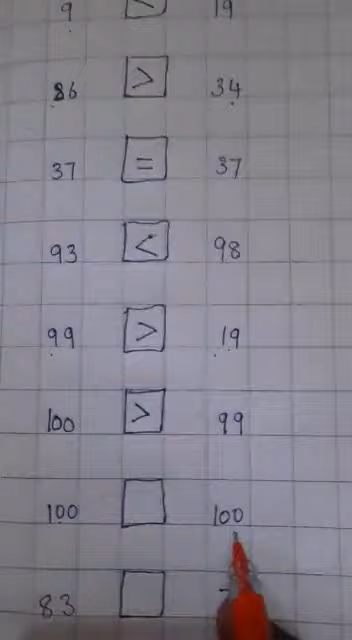 9 > 19
86 > 34
37 = 37
93 < 98
99 > 19
100 > 99
100 100
83